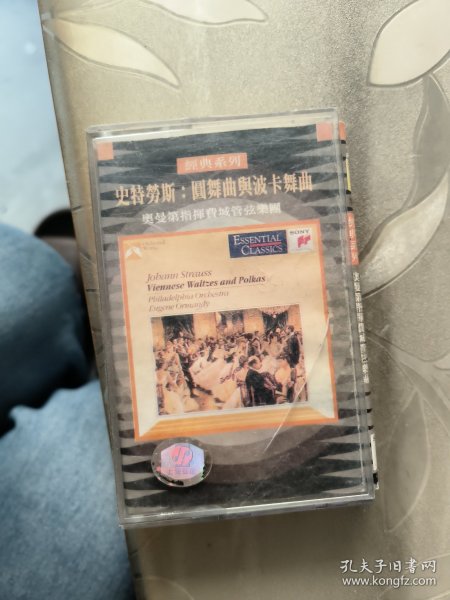 經典系列
史特勞斯：圓舞曲與波卡舞曲
奧曼第指揮費城管弦樂團
ESSENTIAL
CLASSICS
SONY
Johann Strauss
Viennese Waltzes and Polkas
Philadelphia Orchestra
Eugene Ormandy
孔夫子旧书网
www.kongfz.com